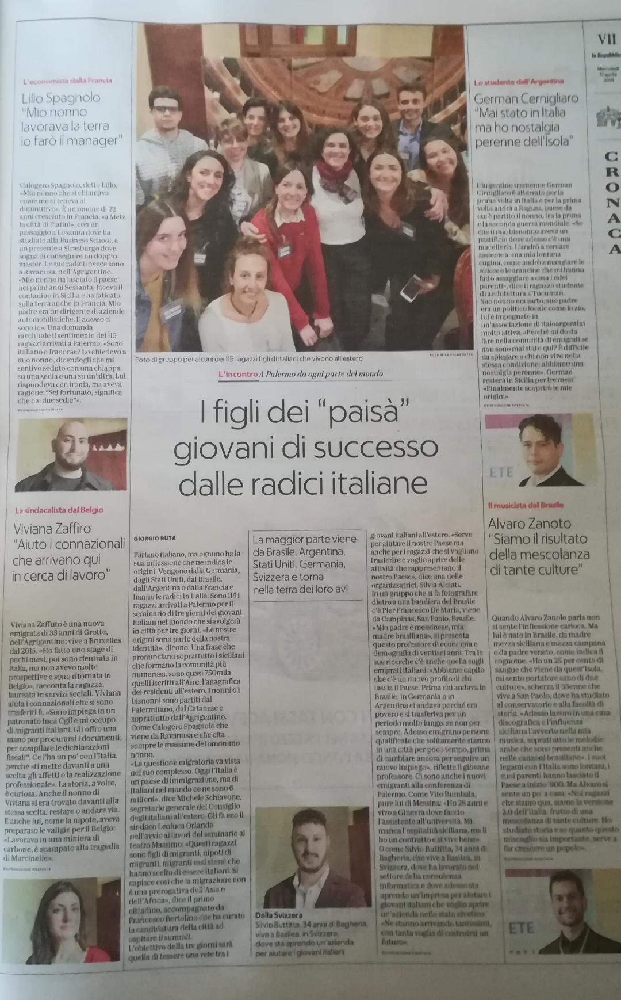 VII
la Repubblica
Mercoledì
17 aprile
2019
CRONACA
L'economista dalla Francia
Lillo Spagnolo
“Mio nonno
lavorava la terra
io farò il manager”
Calogero Spagnolo, detto Lillo.
«Mio nonno che si chiamava
come me ci teneva al
diminutivo». È un omone di 22
anni cresciuto in Francia, «a Metz
la città di Platini», con un
passaggio a Losanna dove ha
studiato alla Business School, e
un presente a Strasburgo dove
sogna di conseguire un doppio
master. Le sue radici invece sono
a Ravanusa, nell'Agrigentino.
«Mio nonno ha lasciato il paese
nei primi anni Sessanta, faceva il
contadino in Sicilia e ha faticato
sulla terra anche in Francia. Mio
padre era un dirigente di aziende
automobilistiche. E adesso ci
sono io». Una domanda
racchiude il sentimento dei 115
ragazzi arrivati a Palermo: «Sono
italiano o francese? Lo chiedevo a
mio nonno, dicendogli che mi
sentivo seduto con una chiappa
su una sedia e una su un'altra. Lui
rispondeva con ironia, ma aveva
ragione: “Sei fortunato, significa
che hai due sedie”».
©RIPRODUZIONE RISERVATA
La sindacalista dal Belgio
Viviana Zaffiro
“Aiuto i connazionali
che arrivano qui
in cerca di lavoro”
Viviana Zaffuto è una nuova
emigrata di 33 anni di Grotte,
nell'Agrigentino: vive a Bruxelles
dal 2015. «Ho fatto uno stage di
pochi mesi, poi sono rientrata in
Italia, ma non avevo molte
prospettive e sono ritornata in
Belgio», racconta la ragazza,
laureata in servizi sociali. Viviana
aiuta i connazionali che si sono
trasferiti lì. «Sono impiega in un
patronato Inca Cgil e mi occupo
di migranti italiani. Gli offro una
mano per procurarsi i documenti,
per compilare le dichiarazioni
fiscali”. Ce l'ha un po' con l'Italia,
perché «ti mette davanti a una
scelta: gli affetti o la realizzazione
professionale». La storia, a volte,
è curiosa. Anche il nonno di
Viviana si era trovato davanti alla
stessa scelta: restare o andare via.
E anche lui, come la nipote, aveva
preparato le valigie per il Belgio:
«Lavorava in una miniera di
carbone, è scampato alla tragedia
di Marcinelle».
©RIPRODUZIONE RISERVATA
FOTO MIKE PALAZZOTTO
Foto di gruppo per alcuni dei 115 ragazzi figli di italiani che vivono all'estero
L'incontro A Palermo da ogni parte del mondo
I figli dei “paisà”
giovani di successo
dalle radici italiane
GIORGIO RUTA
Parlano italiano, ma ognuno ha la
sua inflessione che ne indica le
origini. Vengono dalla Germania,
dagli Stati Uniti, dal Brasile,
dall'Argentina o dalla Francia e
hanno le radici in Italia. Sono 115 i
ragazzi arrivati a Palermo per il
seminario di tre giorni dei giovani
italiani nel mondo che si svolgerà
in città per tre giorni. «Le nostre
origini sono parte della nostra
identità», dicono. Una frase che
pronunciano soprattutto i siciliani
che formano la comunità più
numerosa: sono quasi 750mila
quelli iscritti all'Aire, l'anagrafica
dei residenti all'estero. I nonni o i
bisnonni sono partiti dal
Palermitano, dal Catanese e
soprattutto dall'Agrigentino.
Come Calogero Spagnolo che
viene da Ravanusa e che cita
sempre le massime del omonimo
nonno.
«La questione migratoria va vista
nel suo complesso. Oggi l'Italia è
un paese di immigrazione, ma di
Italiani nel mondo ce ne sono 6
milioni», dice Michele Schiavone,
segretario generale del Consiglio
degli italiani all'estero. Gli fa eco il
sindaco Leoluca Orlando
nell'avvio ai lavori del seminario al
teatro Massimo: «Questi ragazzi
sono figli di migranti, nipoti di
migranti, migranti essi stessi che
hanno scelto di essere italiani. Si
capisce così che la migrazione non
è una prerogativa dell'Asia o
dell'Africa», dice il primo
cittadino, accompagnato da
Francesco Bertolino che ha curato
la candidatura della città ad
ospitare il summit.
L'obiettivo della tre giorni sarà
quella di tessere una rete tra i
La maggior parte viene
da Brasile, Argentina,
Stati Uniti, Germania,
Svizzera e torna
nella terra dei loro avi
Dalla Svizzera
Silvio Buttitta, 34 anni di Bagheria,
vive a Basilea, in Svizzera,
dove sta aprendo un'azienda
per aiutare i giovani italiani
giovani italiani all'estero. «Serve
per aiutare il nostro Paese ma
anche per i ragazzi che si vogliono
trasferire e voglio aprire delle
attività che rappresentano il
nostro Paese», dice una delle
organizzatrici, Silvia Alciati.
In un gruppo che si fa fotografare
dietro a una bandiera del Brasile
c'è Pier Francesco De Maria, viene
da Campinas, San Paolo, Brasile.
«Mio padre è messinese, mia
madre brasiliana», si presenta
questo professore di economia e
demografia di ventisei anni. Tra le
sue ricerche c'è anche quella sugli
emigrati italiani: «Abbiamo capito
che c'è un nuovo profilo di chi
lascia il Paese. Prima chi andava in
Brasile, in Germania o in
Argentina ci andava perché era
povero e si trasferiva per un
periodo molto lungo, se non per
sempre. Adesso emigrano persone
qualificate che solitamente stanno
in una città per poco tempo, prima
di cambiare ancora per seguire un
nuovo impiego», riflette il giovane
professore. Ci sono anche i nuovi
emigranti alla conferenza di
Palermo. Come Vito Bumbala,
pure lui di Messina: «Ho 28 anni e
vivo a Ginevra dove faccio
l'assistente all'università. Mi
manca l'ospitalità siciliana, ma lì
ho un contratto e si vive bene».
O come Silvio Buttitta, 34 anni di
Bagheria, che vive a Basilea, in
Svizzera, dove ha lavorato nel
settore della consulenza
informatica e dove adesso sta
aprendo un'impresa per aiutare i
giovani italiani che voglio aprire
un'azienda nello stato elvetico:
«Ne stanno arrivando tantissimi,
con tanta voglia di costruirsi un
futuro».
Lo studente dall'Argentina
German Cernigliaro
“Mai stato in Italia
ma ho nostalgia
perenne dell'Isola”
L'argentino trentenne German
Cirnigliaro è atterrato per la
prima volta in Italia e per la prima
volta andrà a Ragusa, paese da
cui è partito il nonno, tra la prima
e la seconda guerra mondiale. «So
che il mio bisnonno aveva un
pastificio dove adesso c'è una
macelleria. L'andrò a cercare
assieme a una mia lontana
cugina, come andrò a mangiare le
scacce e le arancine che mi hanno
fatto assaggiare a casa i miei
parenti», dice il ragazzo studente
di architettura a Tucuman.
Suo nonno era sarto, suo padre
era un politico locale come lo zio,
lui è impegnato in
un'associazione di Italoargentini
molto attiva. «Perché mi do da
fare nella comunità di emigrati se
non sono mai stato qui? È difficile
da spiegare a chi non vive nella
stessa condizione: abbiamo una
nostalgia perenne». German
resterà in Sicilia per tre mesi:
«Finalmente scoprirò le mie
origini».
©RIPRODUZIONE RISERVATA
ETE
Il musicista dal Brasile
Alvaro Zanoto
“Siamo il risultato
della mescolanza
di tante culture”
Quando Alvaro Zanolo parla non
si sente l'inflessione carioca. Ma
lui è nato in Brasile, da madre
mezza siciliana e mezza campana
e da padre veneto, come indica il
cognome. «Ho un 25 per cento di
sangue che viene da quest'Isola,
mi sento portatore sano di due
culture», scherza il 33enne che
vive a San Paolo, dove ha studiato
al conservatorio e alla facoltà di
storia. «Adesso lavoro in una casa
discografica e l'influenza
siciliana l'avverto nella mia
musica, soprattutto le melodie
arabe che sono presenti anche
nelle canzoni brasiliane». I suoi
legami con l'Italia sono lontani, i
suoi parenti hanno lasciato il
Paese a inizio '900. Ma Alvaro si
sente un po' a casa: «Noi ragazzi
che siamo qua, siamo la versione
2.0 dell'Italia: frutto di una
mescolanza di tante culture. Ho
studiato storia e so quanto questo
miscuglio sia importante, serve a
far crescere un popolo».
ETE